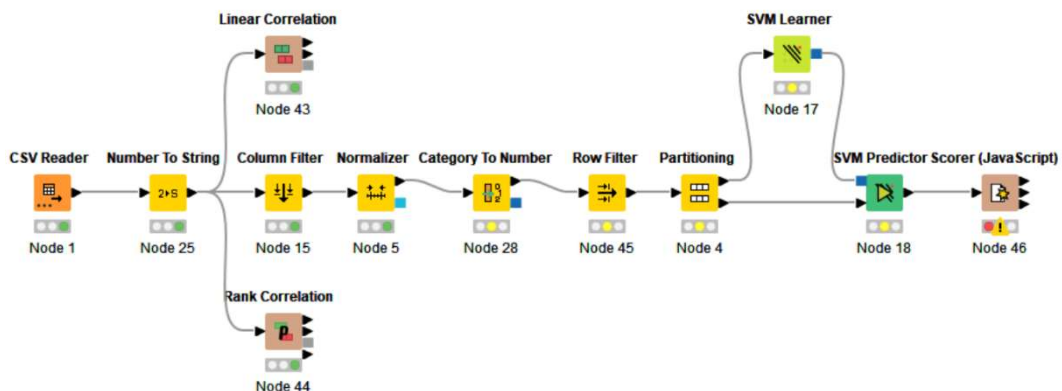 Linear Correlation
Node 43
SVM Learner
Node 17
CSV Reader
Node 1
Number To String
2▸S
Node 25
Column Filter
Node 15
Normalizer
Node 5
Category To Number
Node 28
Row Filter
Node 45
Partitioning
Node 4
SVM Predictor
Node 18
Scorer (JavaScript)
Node 46
Rank Correlation
ρ
Node 44